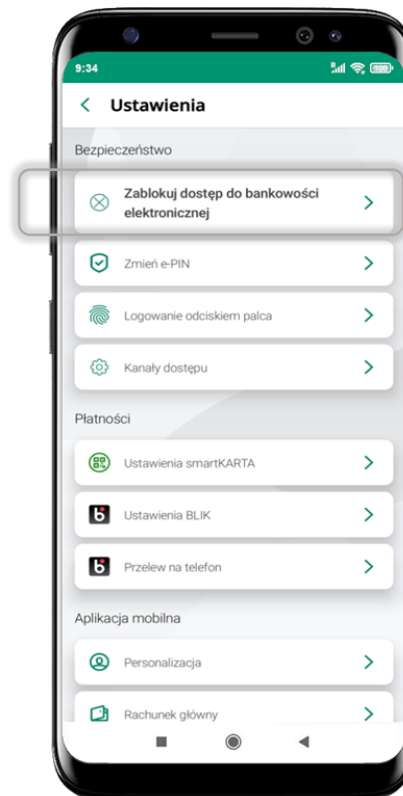 9:34
Ustawienia
Bezpieczeństwo
Zablokuj dostęp do bankowości
elektronicznej
Zmień e-PIN
Logowanie odciskiem palca
Kanały dostępu
Płatności
Ustawienia smartKARTA
Ustawienia BLIK
Przelew na telefon
Aplikacja mobilna
Personalizacja
Rachunek główny